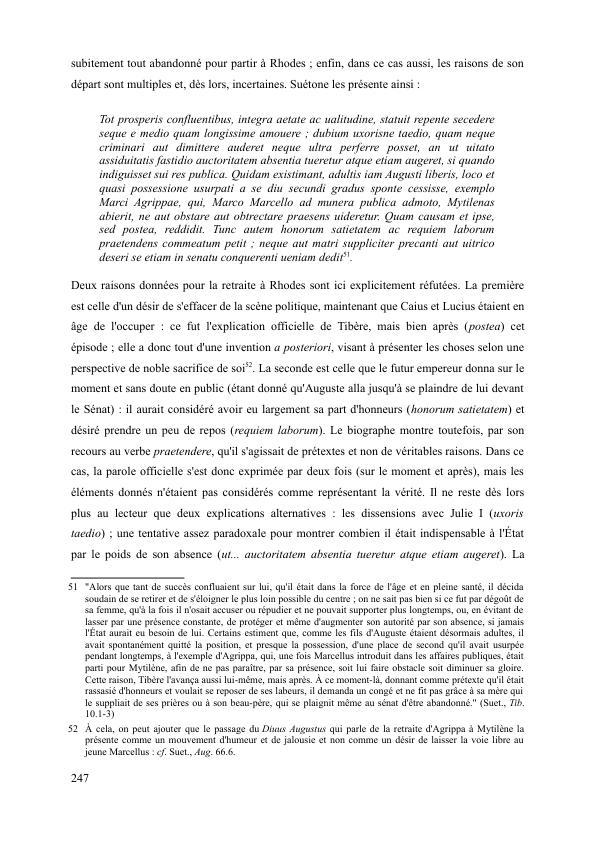 subitement tout abandonné pour partir à Rhodes ; enfin, dans ce cas aussi, les raisons de son
départ sont multiples et, dès lors, incertaines. Suétone les présente ainsi :
Tot prosperis confluentibus, integra aetate ac ualitudine, statuit repente secedere
seque e medio quam longissime amouere ; dubium uxorisne taedio, quam neque
criminari aut dimittere auderet neque ultra perferre posset, an ut uitato
assiduitatis fastidio auctoritatem absentia tueretur atque etiam augeret, si quando
indiguisset sui res publica. Quidam existimant, adultis iam Augusti liberis, loco et
quasi possessione usurpati a se diu secundi gradus sponte cessisse, exemplo
Marci Agrippae, qui, Marco Marcello ad munera publica admoto, Mytilenas
abierit, ne aut obstare aut obtrectare praesens uideretur. Quam causam et ipse,
sed postea, reddidit. Tunc autem honorum satietatem ac requiem laborum
praetendens commeatum petit ; neque aut matri suppliciter precanti aut uitrico
deseri se etiam in senatu conquerenti ueniam dedit51.
Deux raisons données pour la retraite à Rhodes sont ici explicitement réfutées. La première
est celle d'un désir de s'effacer de la scène politique, maintenant que Caius et Lucius étaient en
âge de l'occuper : ce fut l'explication officielle de Tibère, mais bien après (postea) cet
épisode ; elle a donc tout d'une invention a posteriori, visant à présenter les choses selon une
perspective de noble sacrifice de soi52. La seconde est celle que le futur empereur donna sur le
moment et sans doute en public (étant donné qu'Auguste alla jusqu'à se plaindre de lui devant
le Sénat) : il aurait considéré avoir eu largement sa part d'honneurs (honorum satietatem) et
désiré prendre un peu de repos (requiem laborum). Le biographe montre toutefois, par son
recours au verbe praetendere, qu'il s'agissait de prétextes et non de véritables raisons. Dans ce
cas, la parole officielle s'est donc exprimée par deux fois (sur le moment et après), mais les
éléments donnés n'étaient pas considérés comme représentant la vérité. Il ne reste dès lors
plus au lecteur que deux explications alternatives : les dissensions avec Julie I (uxoris
taedio) ; une tentative assez paradoxale pour montrer combien il était indispensable à l'État
par le poids de son absence (ut... auctoritatem absentia tueretur atque etiam augeret). La
51 "Alors que tant de succès confluaient sur lui, qu'il était dans la force de l'âge et en pleine santé, il décida
soudain de se retirer et de s'éloigner le plus loin possible du centre ; on ne sait pas bien si ce fut par dégoût de
sa femme, qu'à la fois il n'osait accuser ou répudier et ne pouvait supporter plus longtemps, ou, en évitant de
lasser par une présence constante, de protéger et même d'augmenter son autorité par son absence, si jamais
l'État aurait eu besoin de lui. Certains estiment que, comme les fils d'Auguste étaient désormais adultes, il
avait spontanément quitté la position, et presque la possession, d'une place de second qu'il avait usurpée
pendant longtemps, à l'exemple d'Agrippa, qui, une fois Marcellus introduit dans les affaires publiques, était
parti pour Mytilène, afin de ne pas paraître, par sa présence, soit lui faire obstacle soit diminuer sa gloire.
Cette raison, Tibère l'avança aussi lui-même, mais après. À ce moment-là, donnant comme prétexte qu'il était
rassasié d'honneurs et voulait se reposer de ses labeurs, il demanda un congé et ne fit pas grâce à sa mère qui
le suppliait de ses prières ou à son beau-père, qui se plaignit même au sénat d'être abandonné." (Suet., Tib.
10.1-3)
52 À cela, on peut ajouter que le passage du Diuus Augustus qui parle de la retraite d'Agrippa à Mytilène la
présente comme un mouvement d'humeur et de jalousie et non comme un désir de laisser la voie libre au
jeune Marcellus : cf. Suet., Aug. 66.6.
247